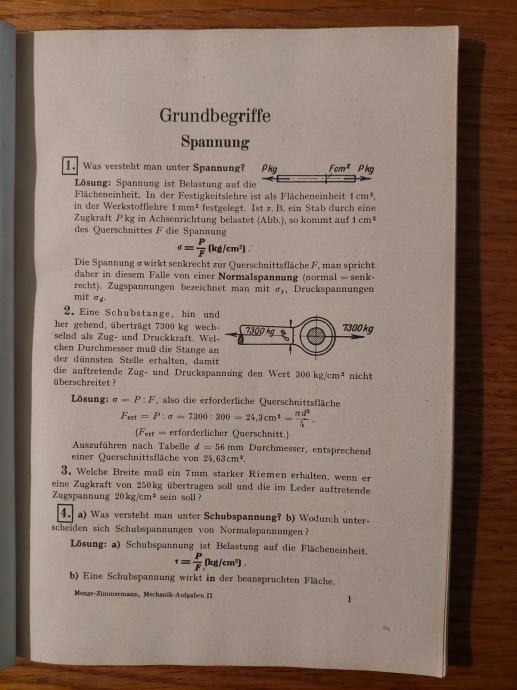 Grundbegriffe
Spannung
1. Was versteht man unter Spannung?
P kg F cm² P kg
Lösung: Spannung ist Belastung auf die
Flächeneinheit. In der Festigkeitslehre ist als Flächeneinheit 1 cm²,
in der Werkstofflehre 1 mm² festgelegt. Ist z. B. ein Stab durch eine
Zugkraft P kg in Achsenrichtung belastet (Abb.), so kommt auf 1 cm²
des Querschnittes F die Spannung
σ = P/F (kg/cm²).
Die Spannung σ wirkt senkrecht zur Querschnittsfläche F, man spricht
daher in diesem Falle von einer Normalspannung (normal = senk-
recht). Zugspannungen bezeichnet man mit σz, Druckspannungen
mit σd.
2. Eine Schubstange, hin und
her gehend, überträgt 7300 kg wech-
selnd als Zug- und Druckkraft. Wel-
chen Durchmesser muß die Stange an
der dünnsten Stelle erhalten, damit
7300 kg d 7300 kg
die auftretende Zug- und Druckspannung den Wert 300 kg/cm² nicht
überschreitet?
Lösung: σ = P : F, also die erforderliche Querschnittsfläche
Ferf = P : σ = 7300 : 300 = 24,3 cm² = πd²/4.
(Ferf = erforderlicher Querschnitt.)
Auszuführen nach Tabelle d = 56 mm Durchmesser, entsprechend
einer Querschnittsfläche von 24,63 cm².
3. Welche Breite muß ein 7 mm starker Riemen erhalten, wenn er
eine Zugkraft von 250 kg übertragen soll und die im Leder auftretende
Zugspannung 20 kg/cm² sein soll?
4. a) Was versteht man unter Schubspannung? b) Wodurch unter-
scheiden sich Schubspannungen von Normalspannungen?
Lösung: a) Schubspannung ist Belastung auf die Flächeneinheit.
τ = P/F (kg/cm²).
b) Eine Schubspannung wirkt in der beanspruchten Fläche.
Menge-Zimmermann, Mechanik-Aufgaben II
1